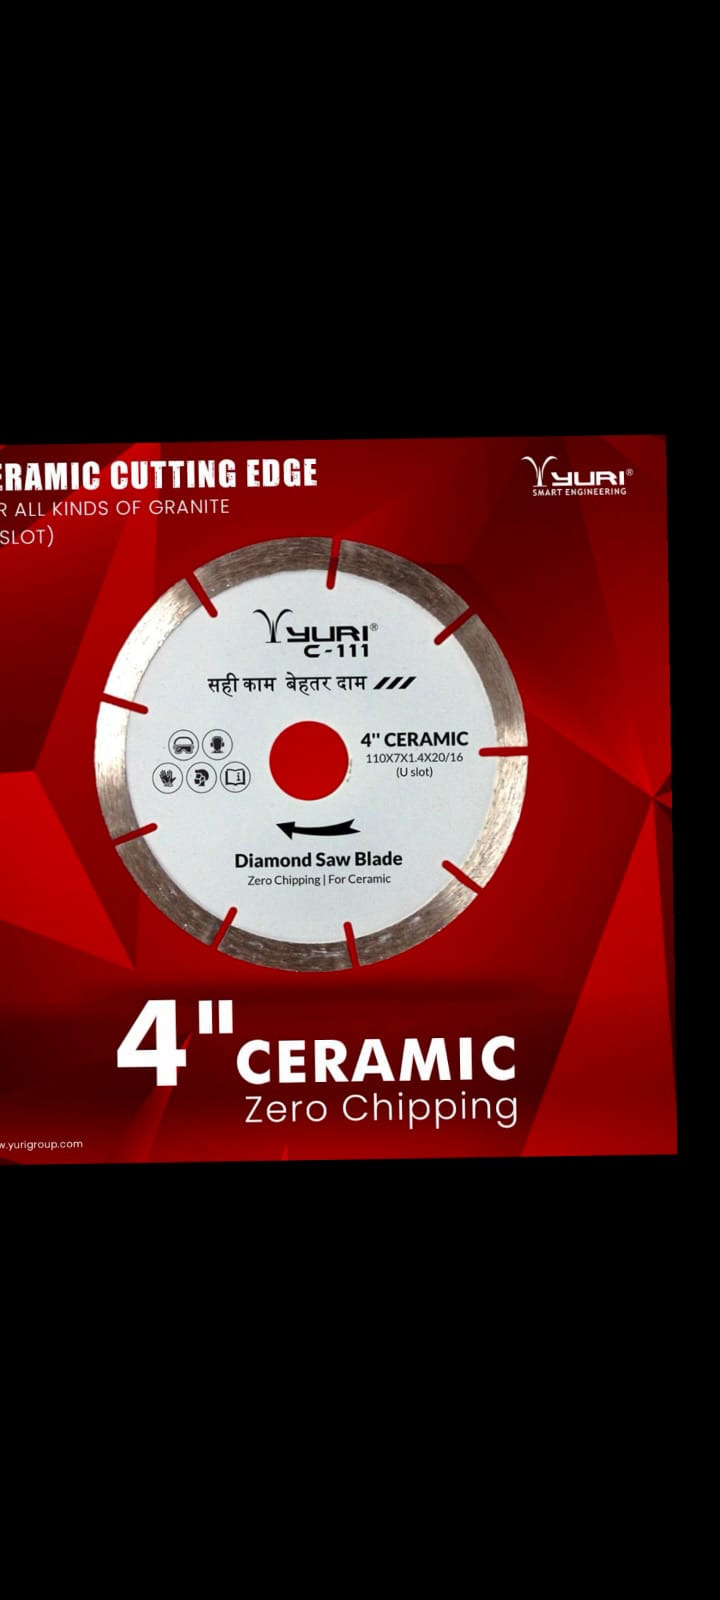 ERAMIC CUTTING EDGE
R ALL KINDS OF GRANITE
SLOT)
YURI®
SMART ENGINEERING
YURI®
C-111
सही काम बेहतर दाम
4" CERAMIC
110X7X1.4X20/16
(U slot)
Diamond Saw Blade
Zero Chipping | For Ceramic
4" CERAMIC
Zero Chipping
w.yurigroup.com